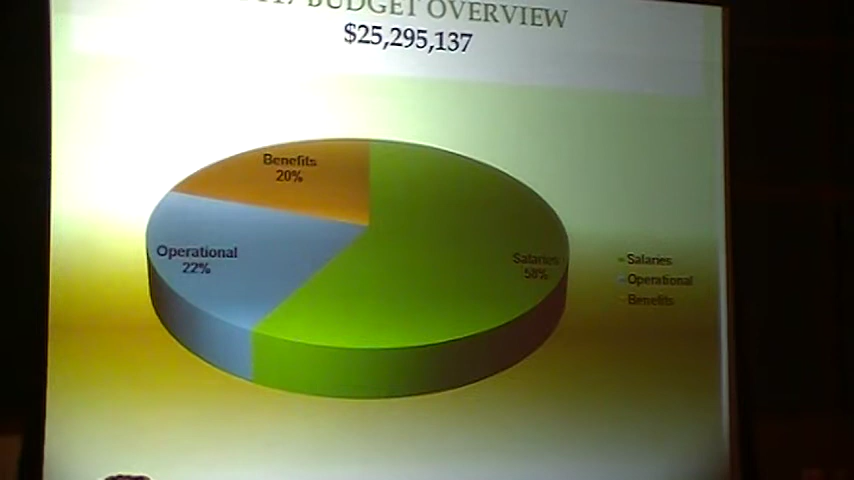 BUDGET OVERVIEW
$25,295,137
Benefits
20%
Operational
22%
Salaries
58%
Salaries
Operational
Benefits